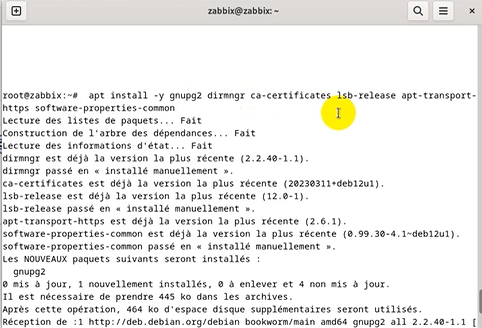 zabbix@zabbix: ~
root@zabbix:~#  apt install -y gnupg2 dirmngr ca-certificates lsb-release apt-transport-
https software-properties-common
Lecture des listes de paquets... Fait
Construction de l'arbre des dépendances... Fait
Lecture des informations d'état... Fait
dirmngr est déjà la version la plus récente (2.2.40-1.1).
dirmngr passé en « installé manuellement ».
ca-certificates est déjà la version la plus récente (20230311+deb12u1).
lsb-release est déjà la version la plus récente (12.0-1).
lsb-release passé en « installé manuellement ».
apt-transport-https est déjà la version la plus récente (2.6.1).
software-properties-common est déjà la version la plus récente (0.99.30-4.1~deb12u1).
software-properties-common passé en « installé manuellement ».
Les NOUVEAUX paquets suivants seront installés :
  gnupg2
0 mis à jour, 1 nouvellement installés, 0 à enlever et 4 non mis à jour.
Il est nécessaire de prendre 445 ko dans les archives.
Après cette opération, 464 ko d'espace disque supplémentaires seront utilisés.
Réception de :1 http://deb.debian.org/debian bookworm/main amd64 gnupg2 all 2.2.40-1.1 [